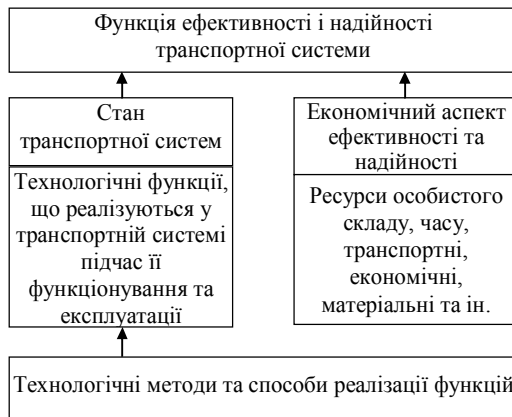 Функція ефективності і надійності
транспортної системи
Стан
транспортної систем
Технологічні функції,
що реалізуються у
транспортній системі
підчас її
функціонування та
експлуатації
Економічний аспект
ефективності та
надійності
Ресурси особистого
складу, часу,
транспортні,
економічні,
матеріальні та ін.
Технологічні методи та способи реалізації функцій